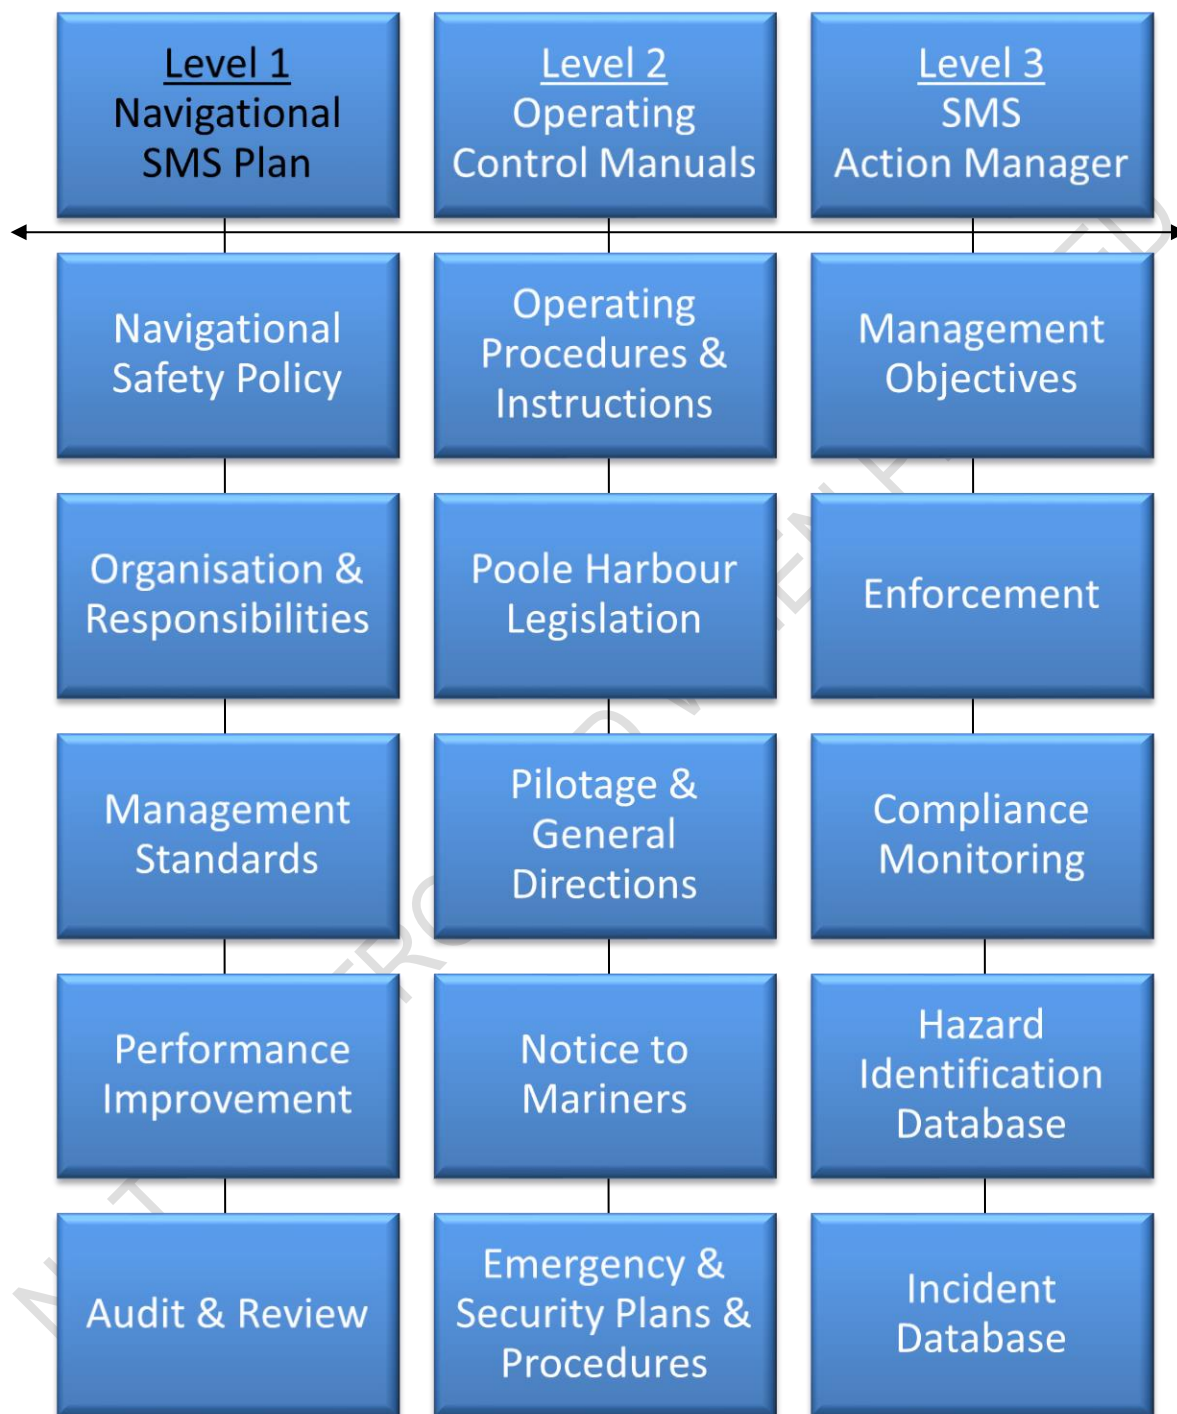 Level 1
Navigational
SMS Plan
Level 2
Operating
Control Manuals
Level 3
SMS
Action Manager
Navigational
Safety Policy
Operating
Procedures &
Instructions
Management
Objectives
Organisation &
Responsibilities
Poole Harbour
Legislation
Enforcement
Management
Standards
Pilotage &
General
Directions
Compliance
Monitoring
Performance
Improvement
Notice to
Mariners
Hazard
Identification
Database
Audit & Review
Emergency &
Security Plans &
Procedures
Incident
Database